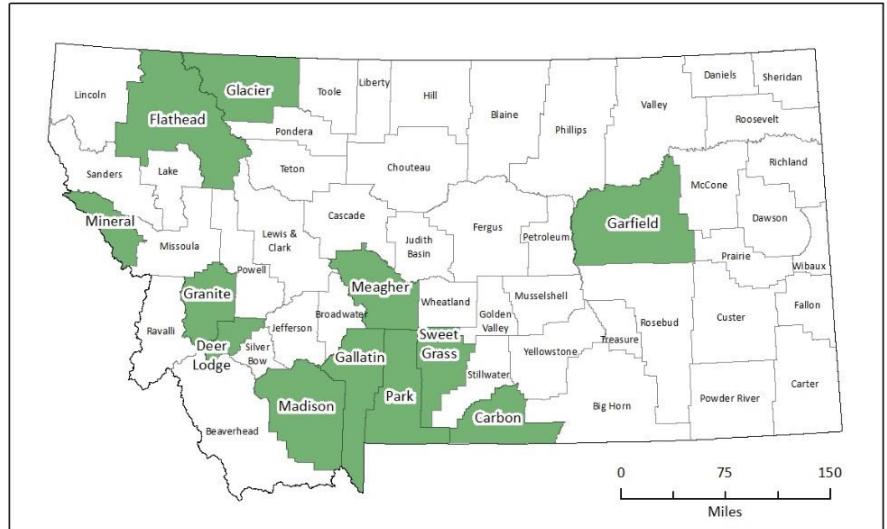 Lincoln
Flathead
Glacier
Toole
Liberty
Hill
Blaine
Phillips
Valley
Daniels
Sheridan
Roosevelt
Pondera
Sanders
Lake
Teton
Chouteau
Richland
McCone
Mineral
Missoula
Lewis &
Clark
Cascade
Judith
Basin
Fergus
Petroleum
Garfield
Dawson
Prairie
Wibaux
Powell
Granite
Meagher
Broadwater
Wheatland
Golden
Valley
Musselshell
Rosebud
Custer
Fallon
Ravalli
Deer
Lodge
Silver
Bow
Jefferson
Gallatin
Sweet
Grass
Stillwater
Yellowstone
Treasure
Beaverhead
Madison
Park
Carbon
Big Horn
Powder River
Carter
0 75 150
Miles